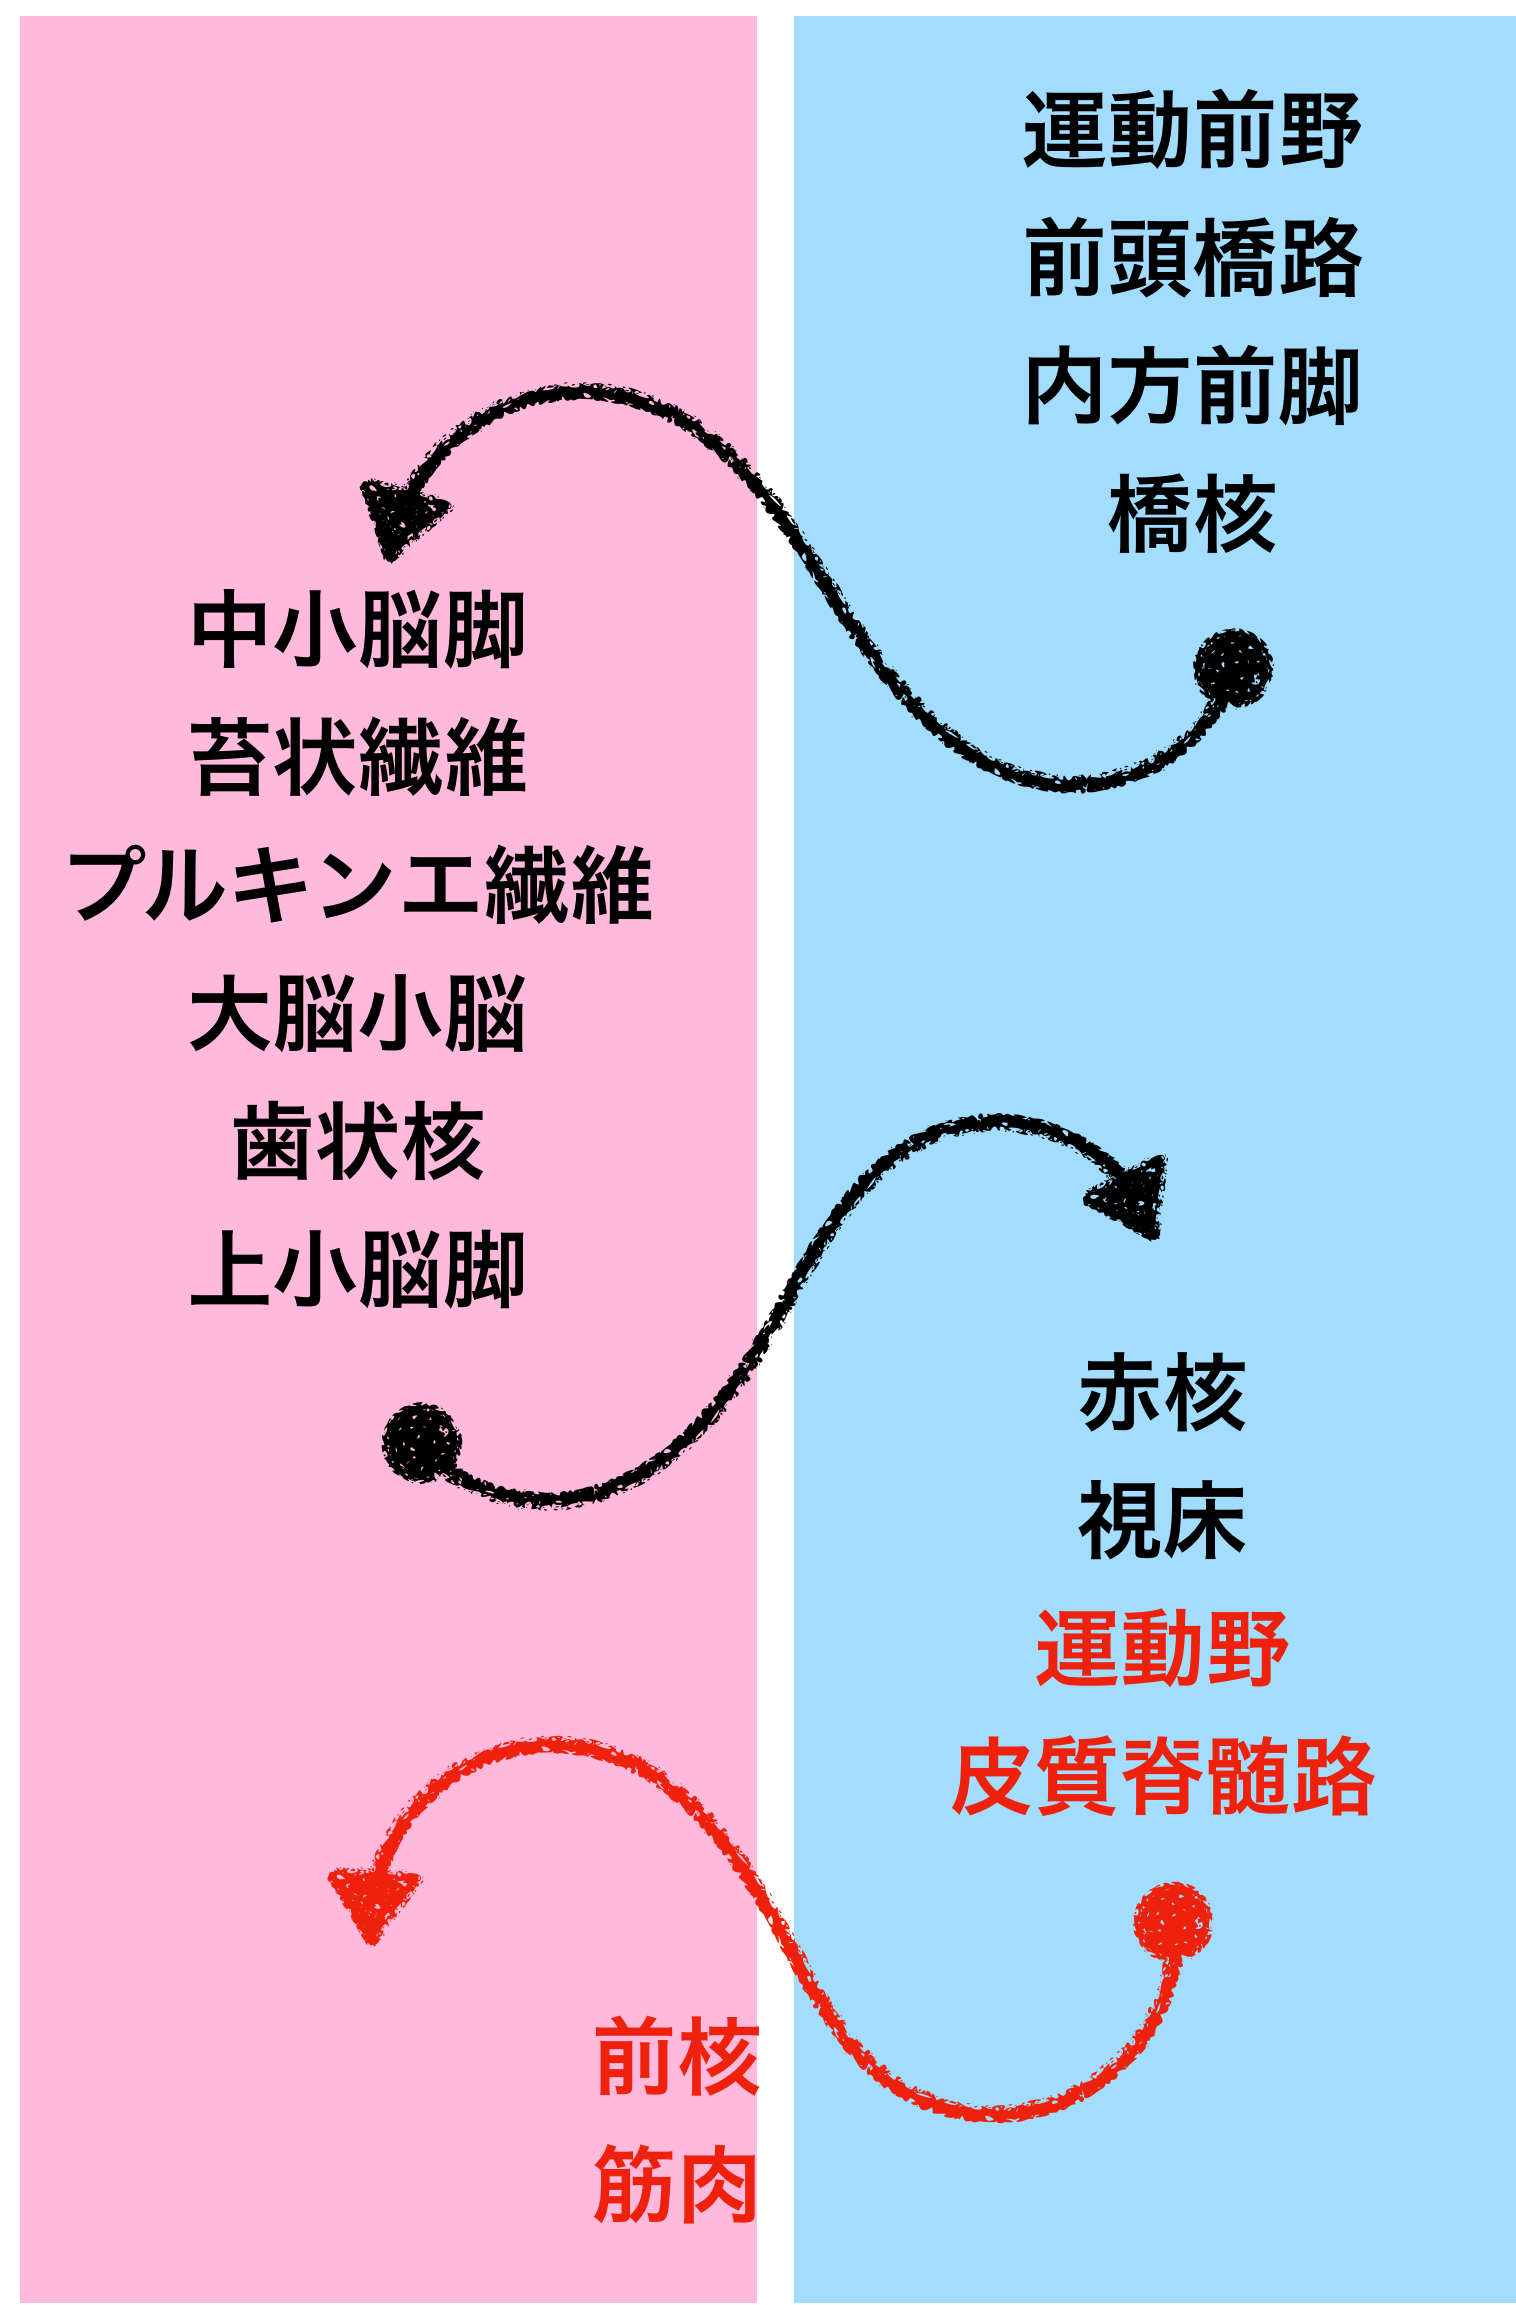 運動前野
前頭橋路
内方前脚
橋核
中小脳脚
苔状繊維
プルキンエ繊維
大脳小脳
歯状核
上小脳脚
赤核
視床
運動野
皮質脊髄路
前核
筋肉